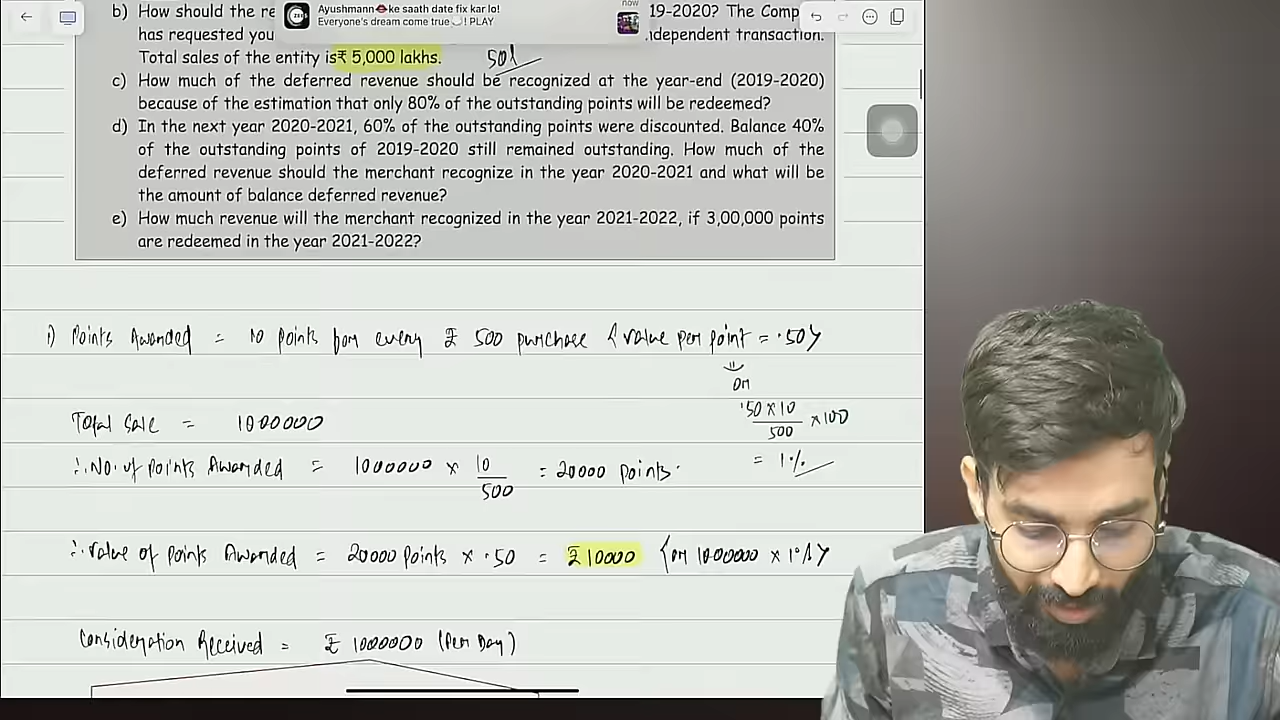 b) How should the re
Ayushmann💋ke saath date fix kar lo!
now
19-2020? The Comp
Everyone's dream come true💭! PLAY
has requested you
independent transaction.
Total sales of the entity is₹ 5,000 lakhs.
50%
c) How much of the deferred revenue should be recognized at the year-end (2019-2020)
because of the estimation that only 80% of the outstanding points will be redeemed?
d) In the next year 2020-2021, 60% of the outstanding points were discounted. Balance 40%
of the outstanding points of 2019-2020 still remained outstanding. How much of the
deferred revenue should the merchant recognize in the year 2020-2021 and what will be
the amount of balance deferred revenue?
e) How much revenue will the merchant recognized in the year 2021-2022, if 3,00,000 points
are redeemed in the year 2021-2022?
1) Points Awarded = 10 points for every ₹ 500 purchase {value per point = .50}
or
Total Sale = 1000000
.50 x 10
500
x 100
= 1%
∴ No. of points Awarded = 1000000 x 10
500
= 20000 points.
∴ Value of Points Awarded = 20000 Points x .50 = ₹10000 {or 1000000 x 1%}
Consideration Received = ₹ 1000000 (Per Day)